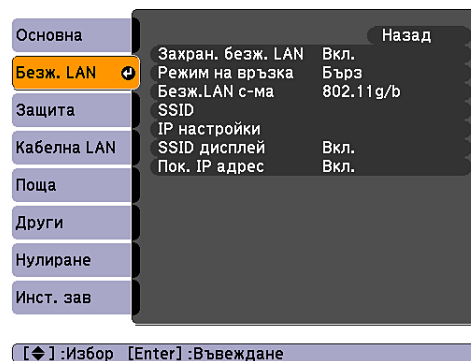 Основна
Безж. LAN
Защита
Кабелна LAN
Поща
Други
Нулиране
Инст. зав
Назад
Захран. безж. LAN Вкл.
Режим на връзка Бърз
Безж.LAN с-ма 802.11g/b
SSID
IP настройки
SSID дисплей Вкл.
Пок. IP адрес Вкл.
[◆] :Избор [Enter] :Въвеждане